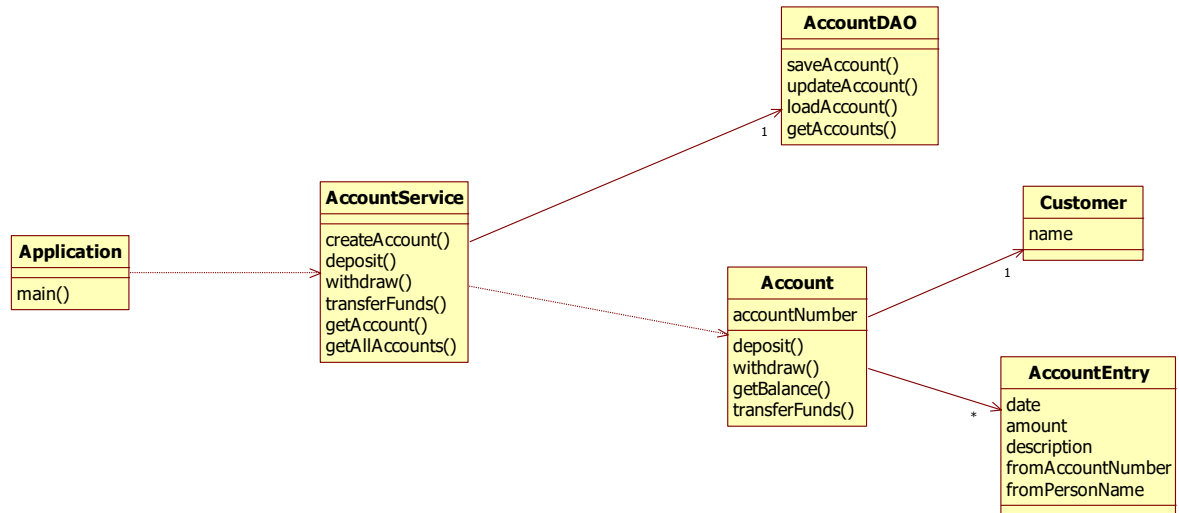 AccountDAO
saveAccount()
updateAccount()
loadAccount()
getAccounts()
1
AccountService
createAccount()
deposit()
withdraw()
transferFunds()
getAccount()
getAllAccounts()
Application
main()
Customer
name
1
Account
accountNumber
deposit()
withdraw()
getBalance()
transferFunds()
*
AccountEntry
date
amount
description
fromAccountNumber
fromPersonName